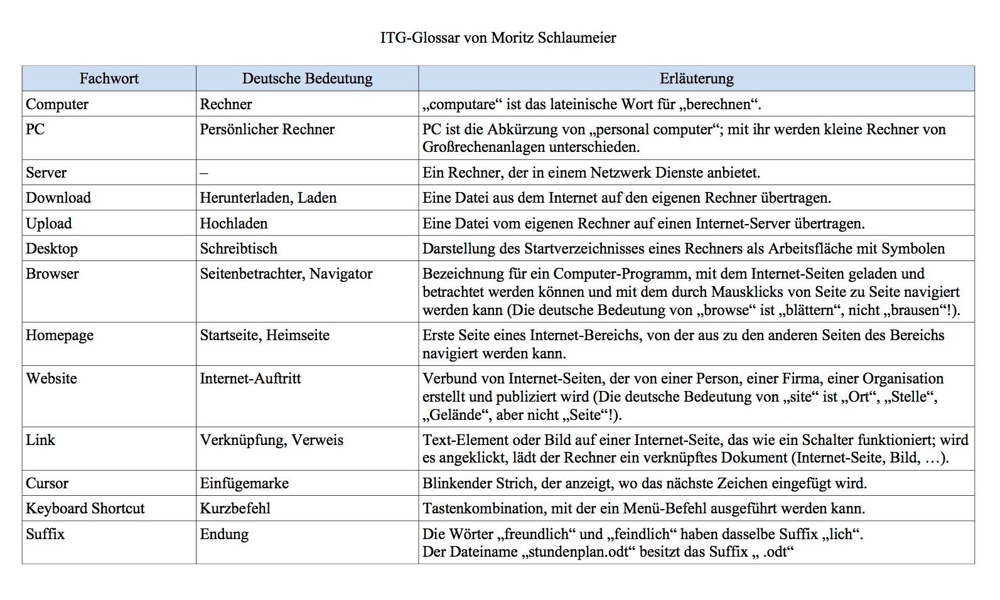 ITG-Glossar von Moritz Schlaumeier
Fachwort Deutsche Bedeutung Erläuterung
Computer Rechner „computare“ ist das lateinische Wort für „berechnen“.
PC Persönlicher Rechner PC ist die Abkürzung von „personal computer“; mit ihr werden kleine Rechner von
Großrechenanlagen unterschieden.
Server – Ein Rechner, der in einem Netzwerk Dienste anbietet.
Download Herunterladen, Laden Eine Datei aus dem Internet auf den eigenen Rechner übertragen.
Upload Hochladen Eine Datei vom eigenen Rechner auf einen Internet-Server übertragen.
Desktop Schreibtisch Darstellung des Startverzeichnisses eines Rechners als Arbeitsfläche mit Symbolen
Browser Seitenbetrachter, Navigator Bezeichnung für ein Computer-Programm, mit dem Internet-Seiten geladen und
betrachtet werden können und mit dem durch Mausklicks von Seite zu Seite navigiert
werden kann (Die deutsche Bedeutung von „browse“ ist „blättern“, nicht „brausen“!).
Homepage Startseite, Heimseite Erste Seite eines Internet-Bereichs, von der aus zu den anderen Seiten des Bereichs
navigiert werden kann.
Website Internet-Auftritt Verbund von Internet-Seiten, der von einer Person, einer Firma, einer Organisation
erstellt und publiziert wird (Die deutsche Bedeutung von „site“ ist „Ort“, „Stelle“,
„Gelände“, aber nicht „Seite“!).
Link Verknüpfung, Verweis Text-Element oder Bild auf einer Internet-Seite, das wie ein Schalter funktioniert; wird
es angeklickt, lädt der Rechner ein verknüpftes Dokument (Internet-Seite, Bild, …).
Cursor Einfügemarke Blinkender Strich, der anzeigt, wo das nächste Zeichen eingefügt wird.
Keyboard Shortcut Kurzbefehl Tastenkombination, mit der ein Menü-Befehl ausgeführt werden kann.
Suffix Endung Die Wörter „freundlich“ und „feindlich“ haben dasselbe Suffix „lich“.
Der Dateiname „stundenplan.odt“ besitzt das Suffix „ .odt“